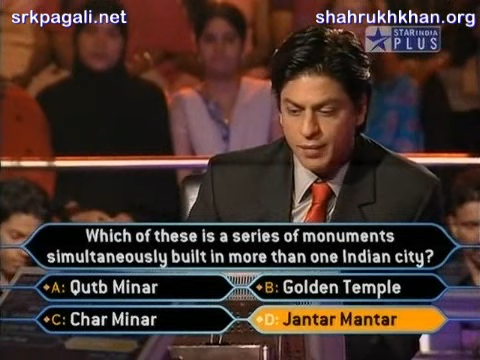 srkpagali.net
shahrukhkhan.org
STAR INDIA
PLUS
Which of these is a series of monuments
simultaneously built in more than one Indian city?
A: Qutb Minar
B: Golden Temple
C: Char Minar
D: Jantar Mantar